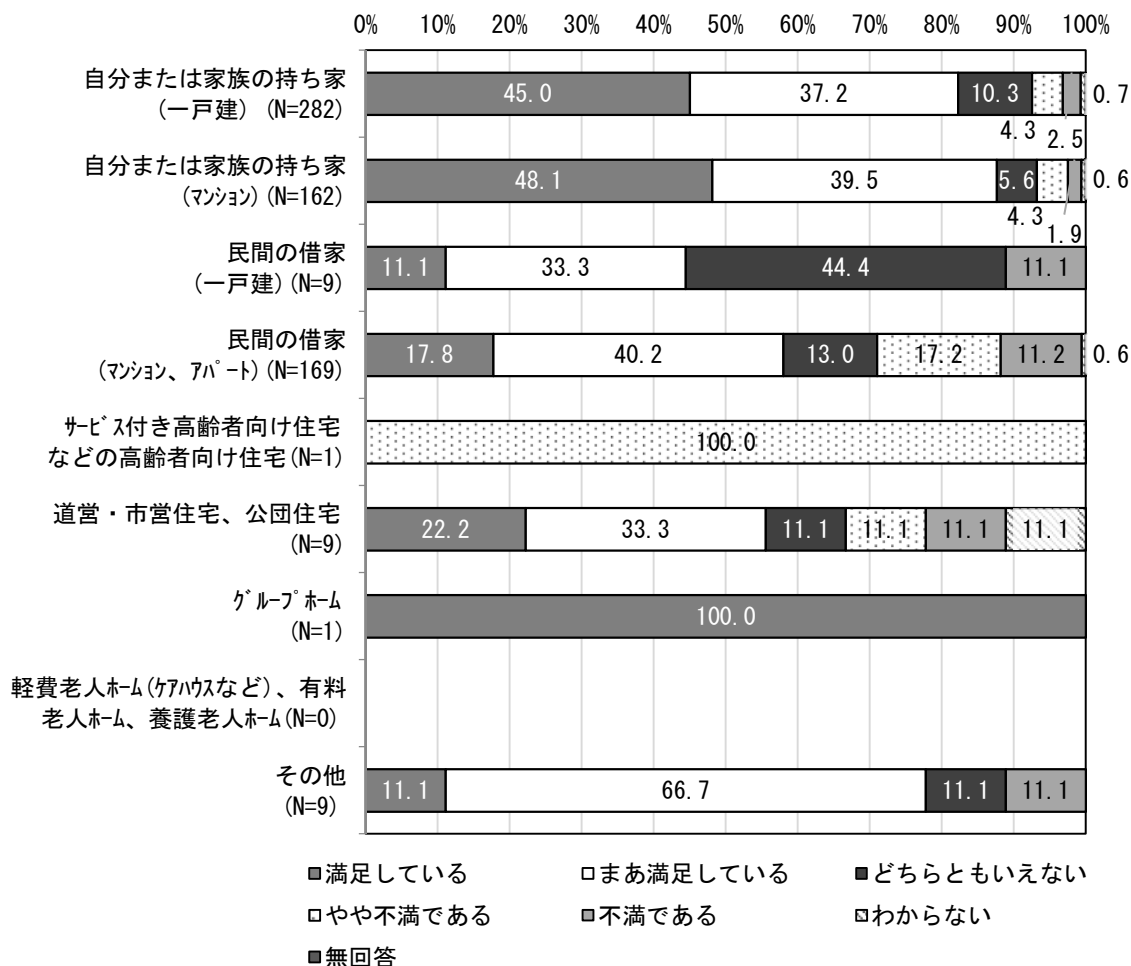 0% 10% 20% 30% 40% 50% 60% 70% 80% 90% 100%
自分または家族の持ち家
(一戸建) (N=282)
45.0 37.2 10.3 0.7
4.3 2.5
自分または家族の持ち家
(ﾏﾝｼｮﾝ) (N=162)
48.1 39.5 5.6 0.6
4.3
1.9
民間の借家
(一戸建) (N=9)
11.1 33.3 44.4 11.1
民間の借家
(ﾏﾝｼｮﾝ、ｱﾊﾟｰﾄ) (N=169)
17.8 40.2 13.0 17.2 11.2 0.6
ｻｰﾋﾞｽ付き高齢者向け住宅
などの高齢者向け住宅(N=1)
100.0
道営・市営住宅、公団住宅
(N=9)
22.2 33.3 11.1 11.1 11.1 11.1
ｸﾞﾙｰﾌﾟﾎｰﾑ
(N=1)
100.0
軽費老人ﾎｰﾑ(ｹｱﾊｳｽなど)、有料
老人ﾎｰﾑ、養護老人ﾎｰﾑ(N=0)
その他
(N=9)
11.1 66.7 11.1 11.1
満足している まあ満足している どちらともいえない
やや不満である 不満である わからない
無回答